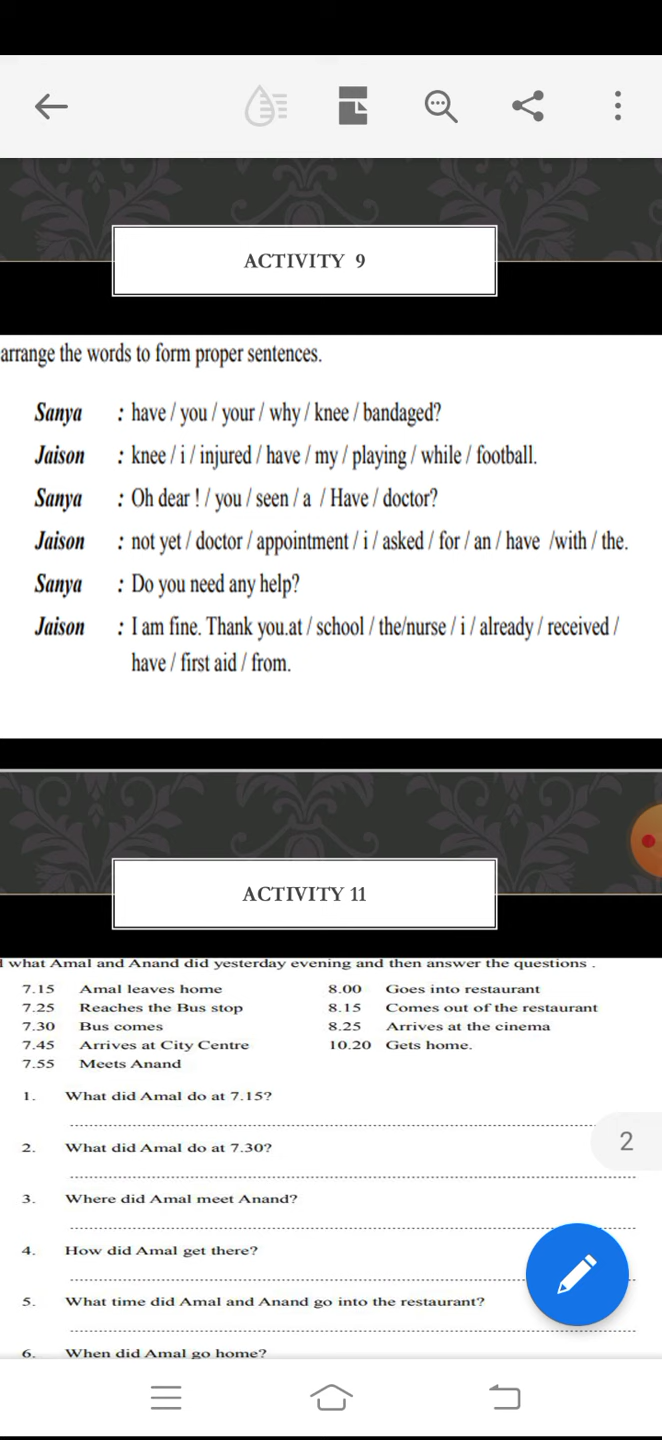 ACTIVITY 9
arrange the words to form proper sentences.
Sanya : have / you / your / why / knee / bandaged?
Jaison : knee / i / injured / have / my / playing / while / football.
Sanya : Oh dear ! / you / seen / a / Have / doctor?
Jaison : not yet / doctor / appointment / i / asked / for / an / have /with / the.
Sanya : Do you need any help?
Jaison : I am fine. Thank you.at / school / the/nurse / i / already / received /
have / first aid / from.
ACTIVITY 11
what Amal and Anand did yesterday evening and then answer the questions .
7.15 Amal leaves home 8.00 Goes into restaurant
7.25 Reaches the Bus stop 8.15 Comes out of the restaurant
7.30 Bus comes 8.25 Arrives at the cinema
7.45 Arrives at City Centre 10.20 Gets home.
7.55 Meets Anand
1. What did Amal do at 7.15?
2. What did Amal do at 7.30?
2
3. Where did Amal meet Anand?
4. How did Amal get there?
5. What time did Amal and Anand go into the restaurant?
6. When did Amal go home?